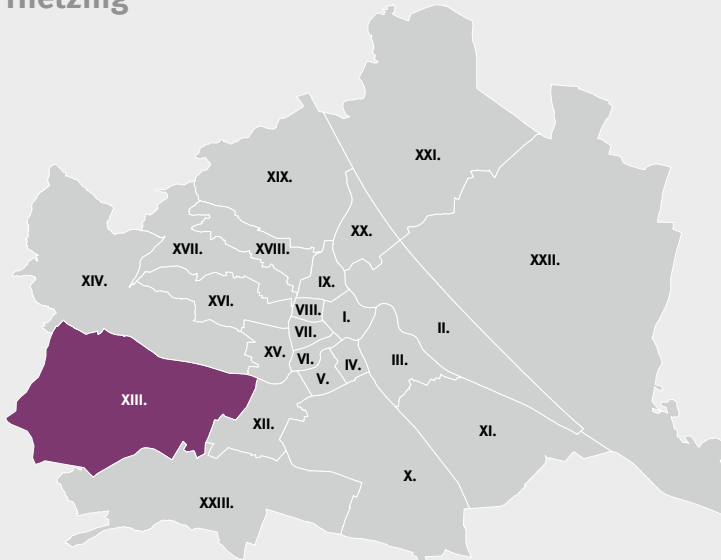 Hietzing
XXI.
XIX.
XX.
XVII.
XVIII.
XXII.
XIV.
IX.
XVI.
VIII.
I.
II.
VII.
XV.
VI.
IV.
III.
V.
XIII.
XII.
XI.
X.
XXIII.